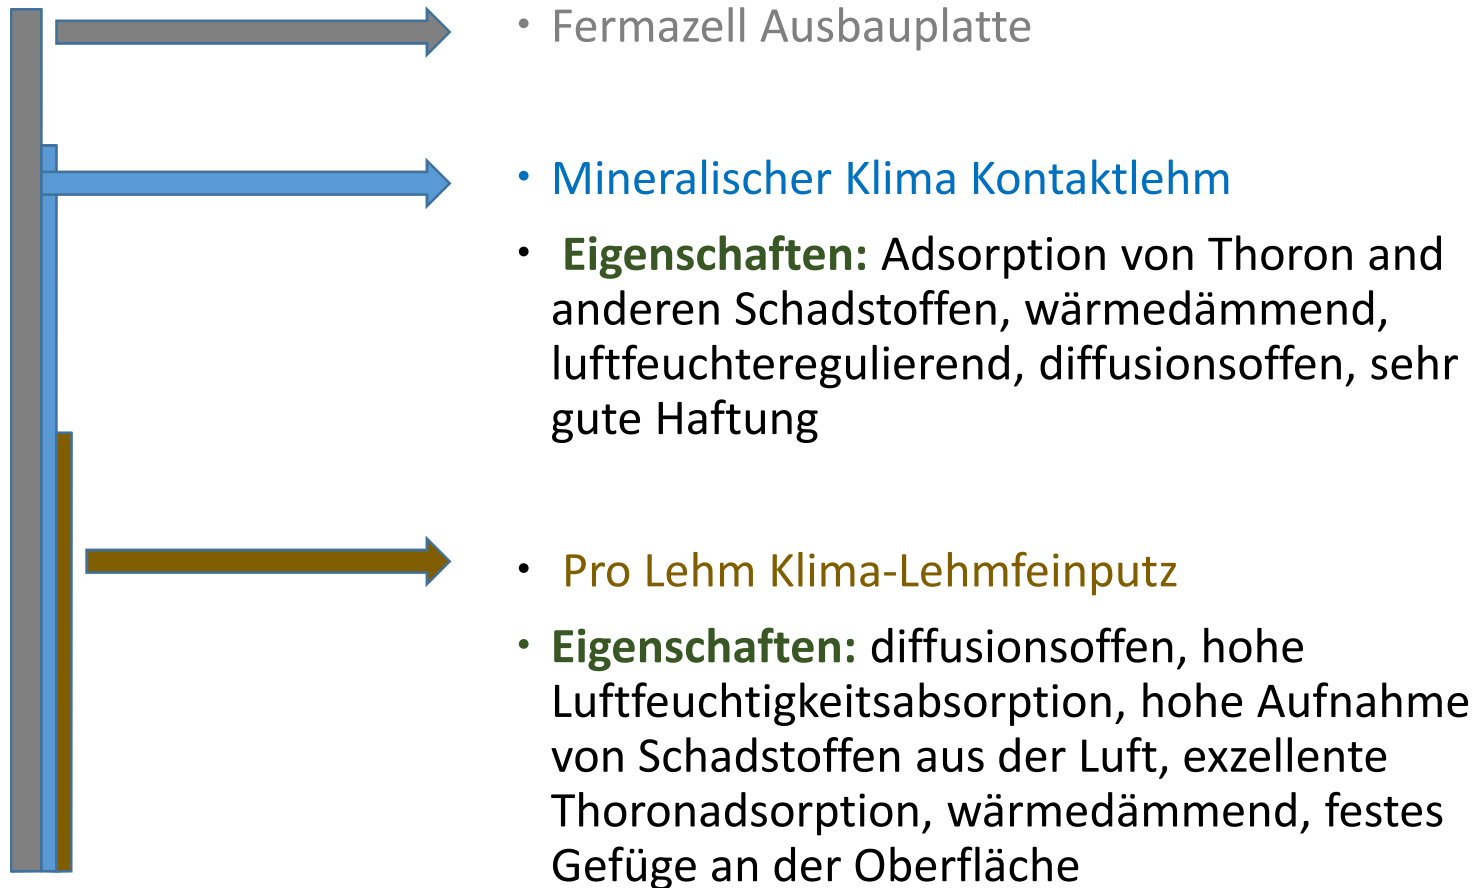 • Fermazell Ausbauplatte
• Mineralischer Klima Kontaktlehm
• Eigenschaften: Adsorption von Thoron and
anderen Schadstoffen, wärmedämmend,
luftfeuchteregulierend, diffusionsoffen, sehr
gute Haftung
• Pro Lehm Klima-Lehmfeinputz
• Eigenschaften: diffusionsoffen, hohe
Luftfeuchtigkeitsabsorption, hohe Aufnahme
von Schadstoffen aus der Luft, exzellente
Thoronadsorption, wärmedämmend, festes
Gefüge an der Oberfläche